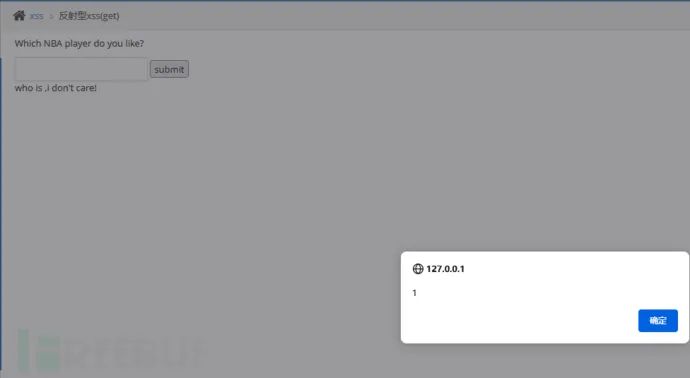 xss > 反射型xss(get)
Which NBA player do you like?
submit
who is ,i don't care!
127.0.0.1
1
确定